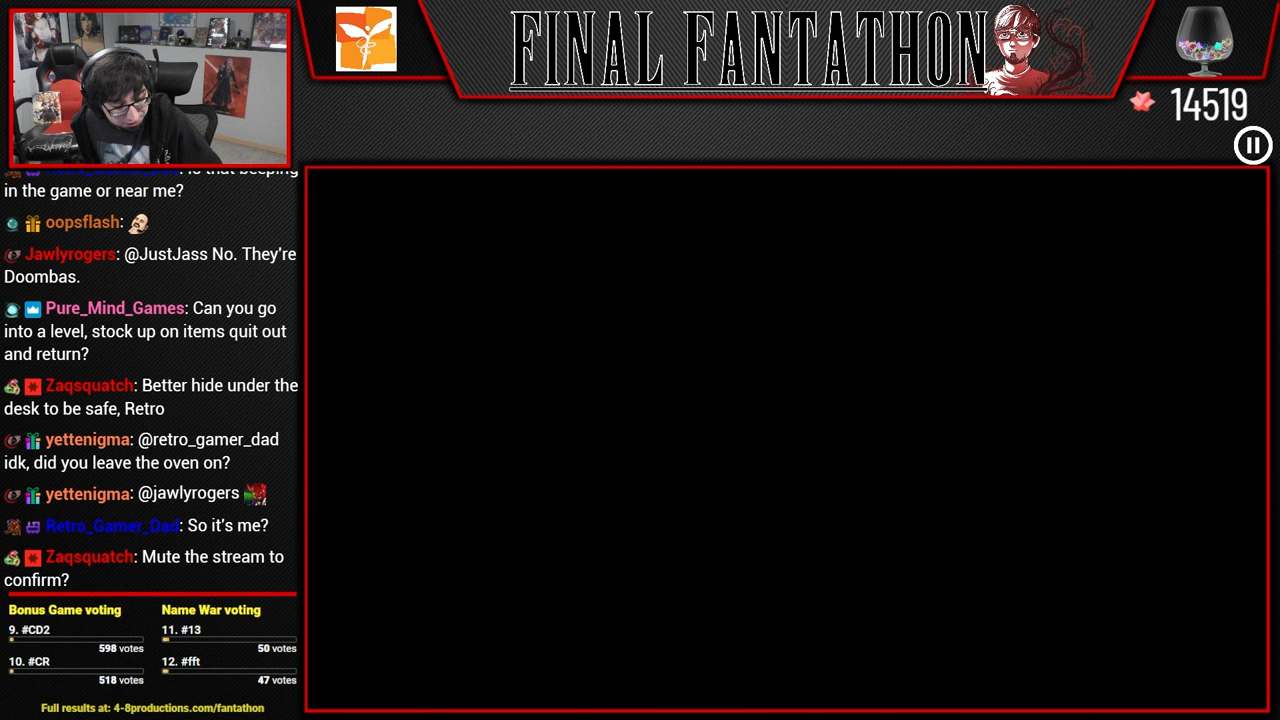 FINAL FANTATHON
14519
in the game or near me?
oopsflash:
Jawlyrogers: @JustJass No. They're
Doombas.
Pure_Mind_Games: Can you go
into a level, stock up on items quit out
and return?
Zaqsquatch: Better hide under the
desk to be safe, Retro
yettenigma: @retro_gamer_dad
idk, did you leave the oven on?
yettenigma: @jawlyrogers
Retro_Gamer_Dad: So it's me?
Zaqsquatch: Mute the stream to
confirm?
Bonus Game voting
9. #CD2
598 votes
10. #CR
518 votes
Name War voting
11. #13
50 votes
12. #fft
47 votes
Full results at: 4-8productions.com/fantathon